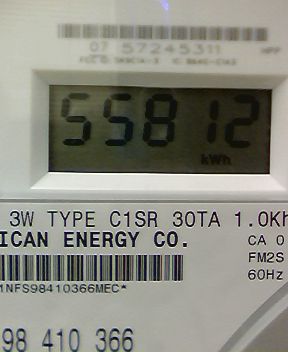 07 57245311
55812
kWh
3W TYPE C1SR 30TA 1.0Kh
ICAN ENERGY CO.
CA 0
FM2S
60Hz
1NFS98410366MEC*
98 410 366